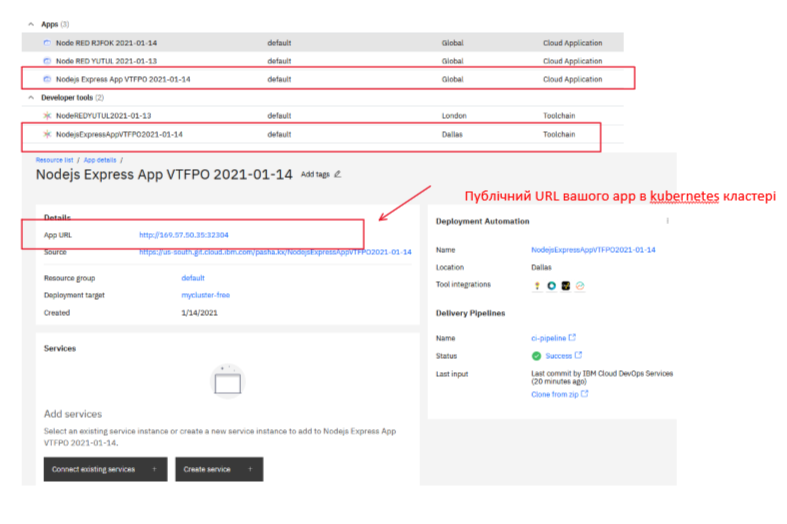 Apps (3)
Node RED RJFOK 2021-01-14 default Global Cloud Application
Node RED YUTUL 2021-01-13 default Global Cloud Application
Nodejs Express App VTFPO 2021-01-14 default Global Cloud Application
Developer tools (2)
NodeREDYUTUL2021-01-13 default London Toolchain
NodejsExpressAppVTFPO2021-01-14 default Dallas Toolchain
Resource list / App details /
Nodejs Express App VTFPO 2021-01-14 Add tags
Публічний URL вашого app в kubernetes кластері
Details
App URL http://169.57.50.35:32304
Source https://us-south.git.cloud.ibm.com/pasha.kx/NodejsExpressAppVTFPO2021-01-14
Resource group default
Deployment target mycluster-free
Created 1/14/2021
Services
Add services
Select an existing service instance or create a new service instance to add to Nodejs Express App
VTFPO 2021-01-14.
Connect existing services +
Create service +
Deployment Automation
Name NodejsExpressAppVTFPO2021-01-14
Location Dallas
Tool integrations
Delivery Pipelines
Name ci-pipeline
Status Success
Last input Last commit by IBM Cloud DevOps Services
(20 minutes ago)
Clone from zip